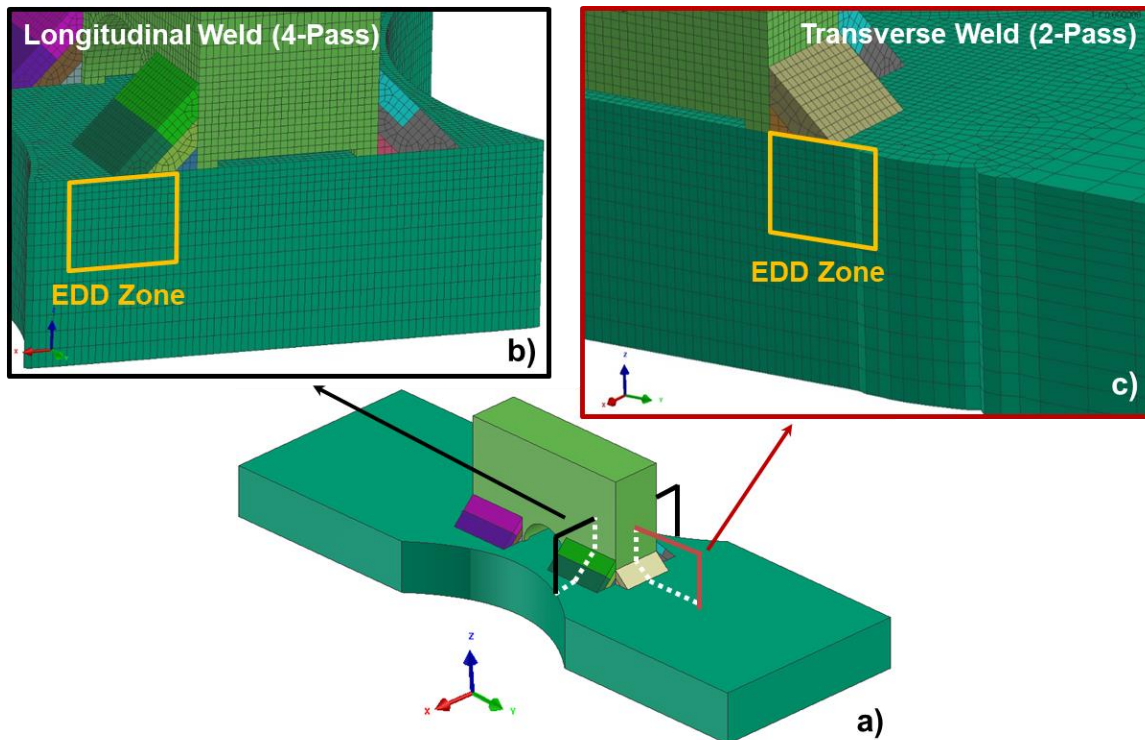 Longitudinal Weld (4-Pass)
EDD Zone
X
b)
Transverse Weld (2-Pass)
EDD Zone
Z
X
Y
c)
Z
X
Y
a)